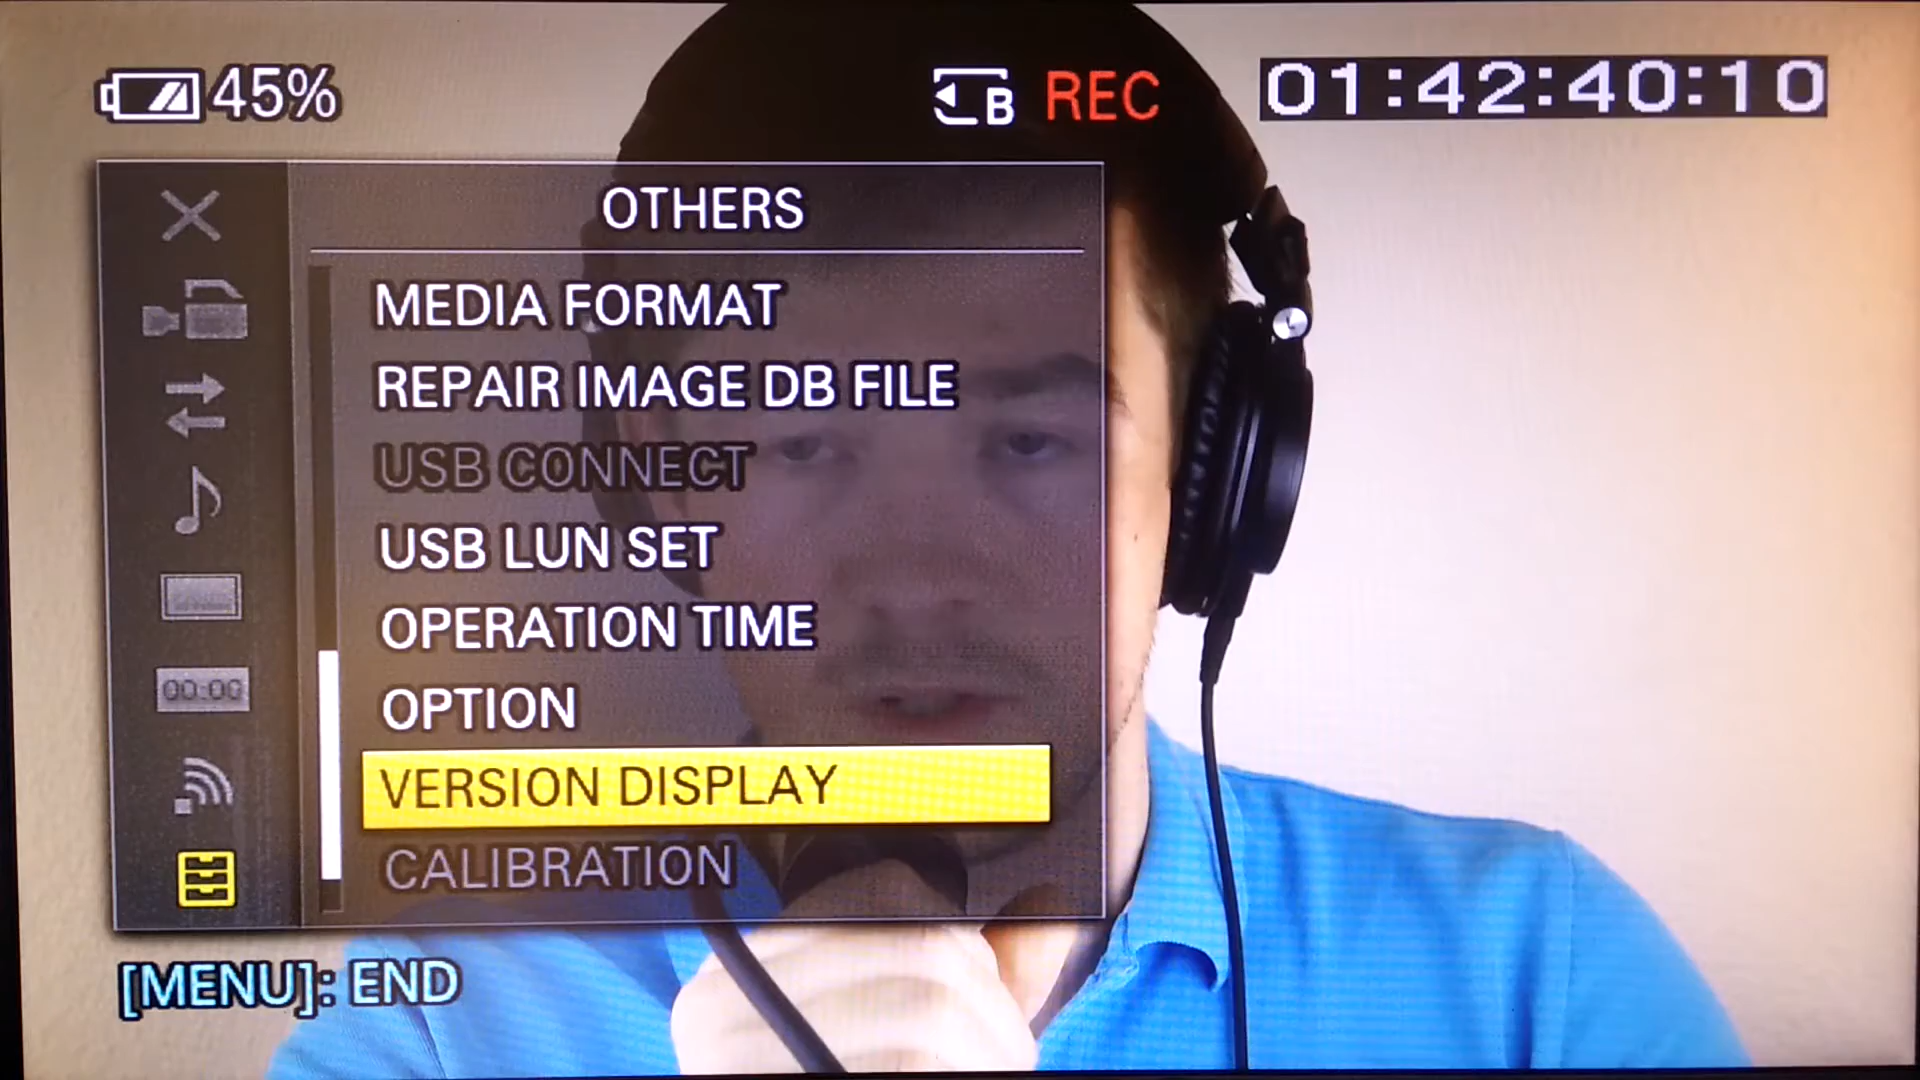 45%
B REC
01:42:40:10
OTHERS
MEDIA FORMAT
REPAIR IMAGE DB FILE
USB CONNECT
USB LUN SET
OPERATION TIME
OPTION
00:00
VERSION DISPLAY
CALIBRATION
[MENU]: END